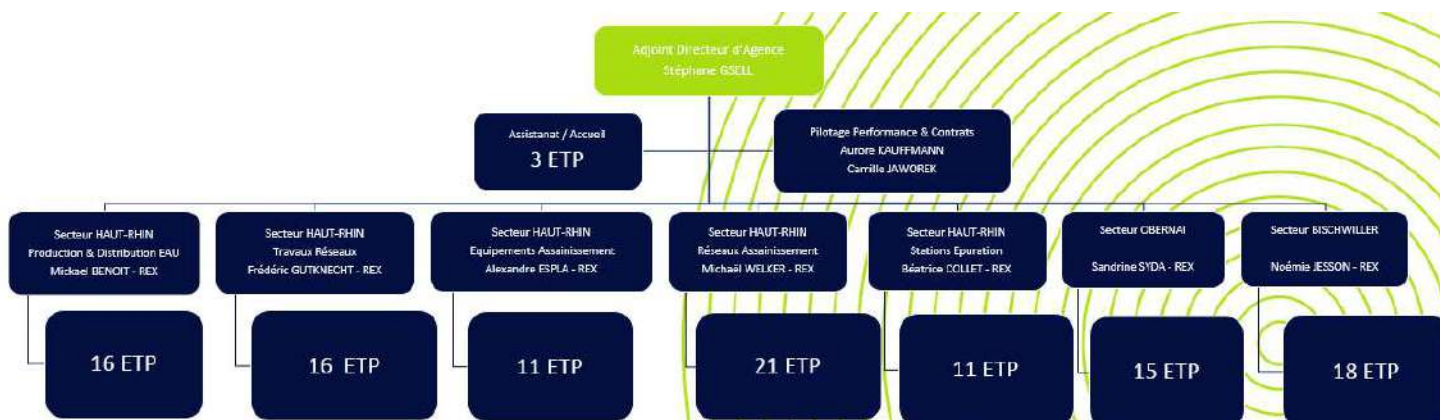 Adjoint Directeur d'Agence
Stéphane GSELL
Assistanat / Accueil
3 ETP
Pilotage Performance & Contrats
Aurore KAUFFMANN
Camille JAWOREK
Secteur HAUT-RHIN
Production & Distribution EAU
Mickael BENOIT - REX
Secteur HAUT-RHIN
Travaux Réseaux
Frédéric GUTKNECHT - REX
Secteur HAUT-RHIN
Equipements Assainissement
Alexandre ESPLA - REX
Secteur HAUT-RHIN
Réseaux Assainissement
Michaël WELKER - REX
Secteur HAUT-RHIN
Stations Epuration
Béatrice COLLET - REX
Secteur OBERNAI
Sandrine SYDA - REX
Secteur BISCHWILLER
Noémie JESSON - REX
16 ETP
16 ETP
11 ETP
21 ETP
11 ETP
15 ETP
18 ETP